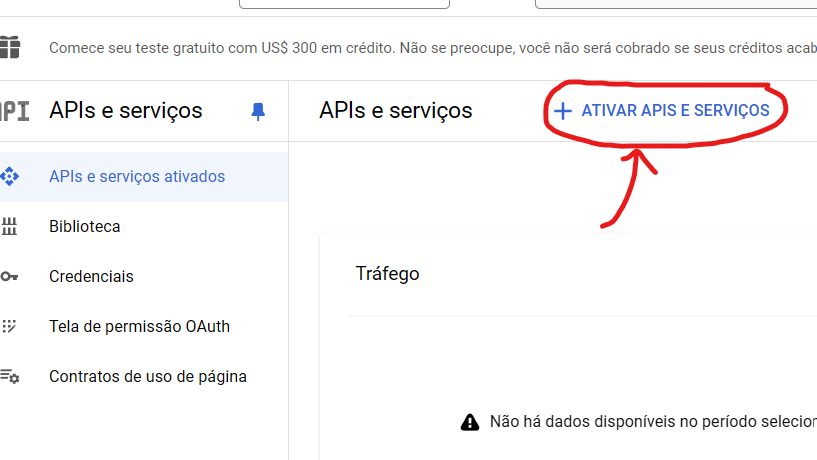 Comece seu teste gratuito com US$ 300 em crédito. Não se preocupe, você não será cobrado se seus créditos
API APIs e serviços
APIs e serviços
ATIVAR APIS E SERVIÇOS
APIs e serviços ativados
Biblioteca
Credenciais
Tela de permissão OAuth
Contratos de uso de página
Tráfego
Não há dados disponíveis no período